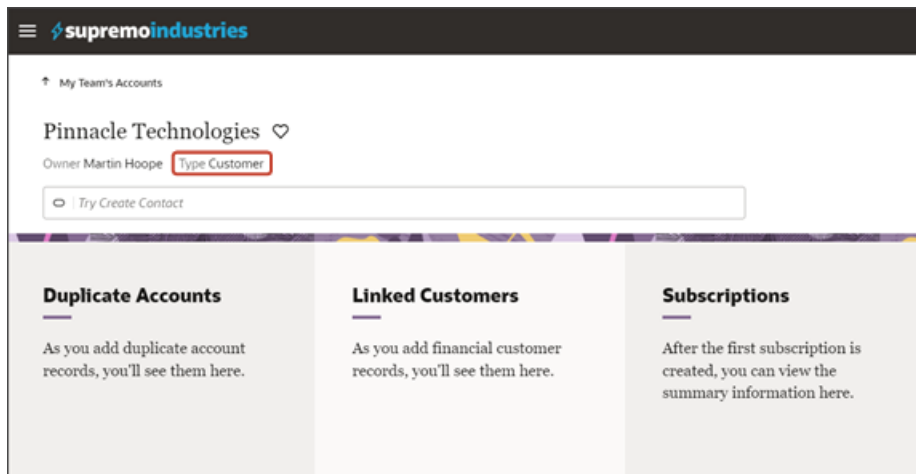 supremoindustries
My Team's Accounts
Pinnacle Technologies
Owner Martin Hoope Type Customer
Try Create Contact
Duplicate Accounts
As you add duplicate account
records, you'll see them here.
Linked Customers
As you add financial customer
records, you'll see them here.
Subscriptions
After the first subscription is
created, you can view the
summary information here.